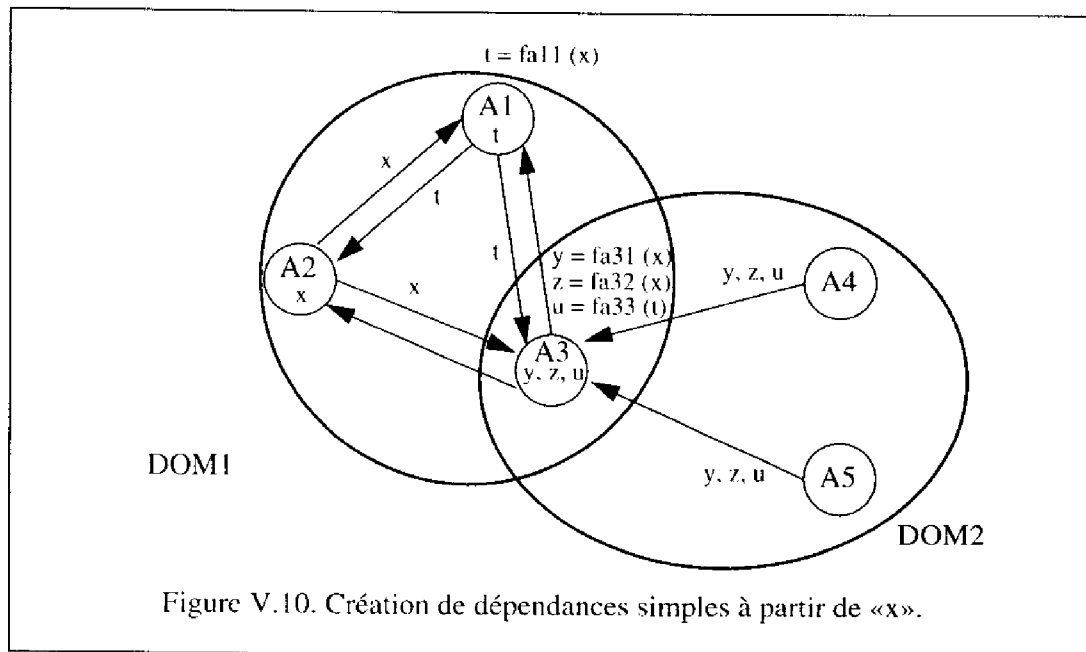 t = fa11 (x)
A1
t
x
t
t
A2
x
x
y = fa31 (x)
z = fa32 (x)
u = fa33 (t)
y, z, u
A4
A3
y, z, u
DOM1
y, z, u
A5
DOM2
Figure V.10. Création de dépendances simples à partir de «x».